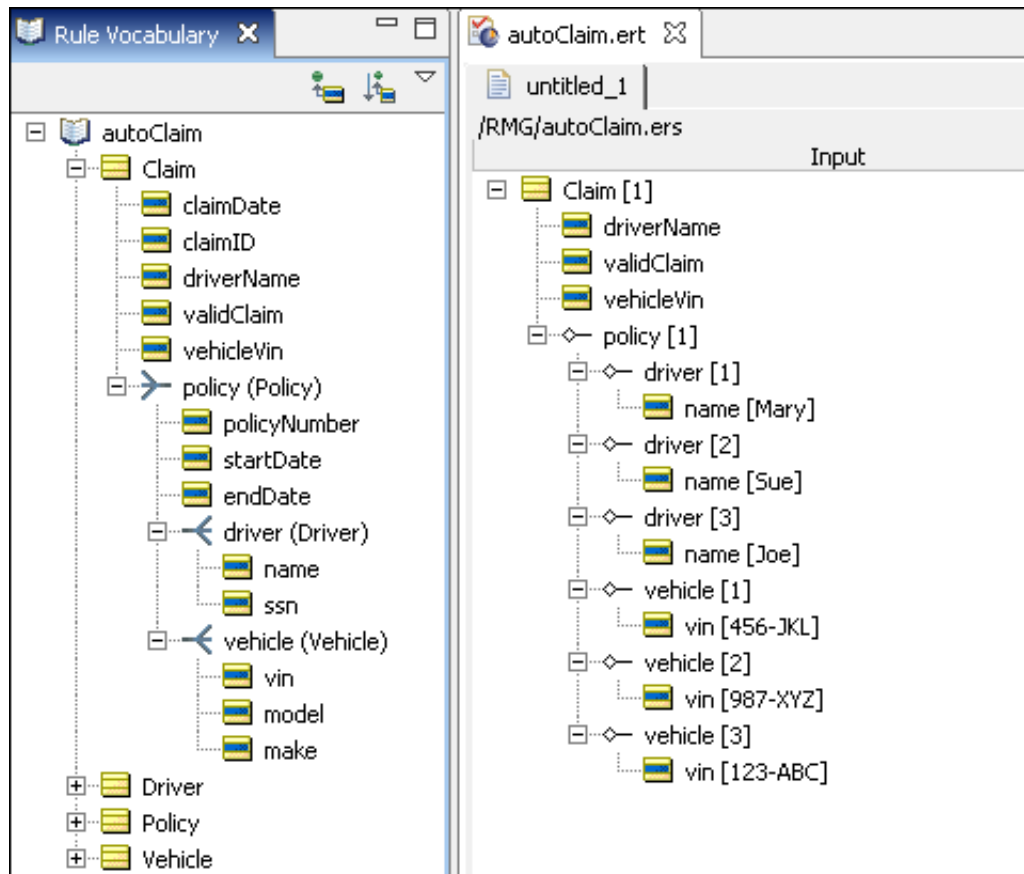 Rule Vocabulary
autoClaim
Claim
claimDate
claimID
driverName
validClaim
vehicleVin
policy (Policy)
policyNumber
startDate
endDate
driver (Driver)
name
ssn
vehicle (Vehicle)
vin
model
make
Driver
Policy
Vehicle
autoClaim.ert
untitled_1
/RMG/autoClaim.ers
Input
Claim [1]
driverName
validClaim
vehicleVin
policy [1]
driver [1]
name [Mary]
driver [2]
name [Sue]
driver [3]
name [Joe]
vehicle [1]
vin [456-JKL]
vehicle [2]
vin [987-XYZ]
vehicle [3]
vin [123-ABC]